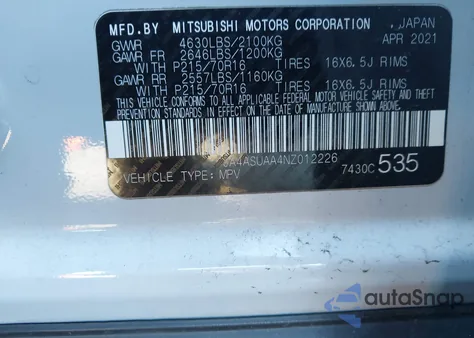 MFD.BY MITSUBISHI MOTORS CORPORATION , JAPAN
GVWR 4630LBS/2100KG APR 2021
GAWR FR 2646LBS/1200KG
WITH P215/70R16 TIRES 16X6.5J RIMS
GAWR RR 2557LBS/1160KG
WITH P215/70R16 TIRES 16X6.5J RIMS
THIS VEHICLE CONFORMS TO ALL APPLICABLE FEDERAL
MOTOR VEHICLE SAFETY, BUMPER, AND THEFT
PREVENTION STANDARDS IN EFFECT ON THE DATE OF
MANUFACTURE SHOWN ABOVE.
JA4ASUAA4NZ012226
VEHICLE TYPE: MPV 7430C 535
autoSnap